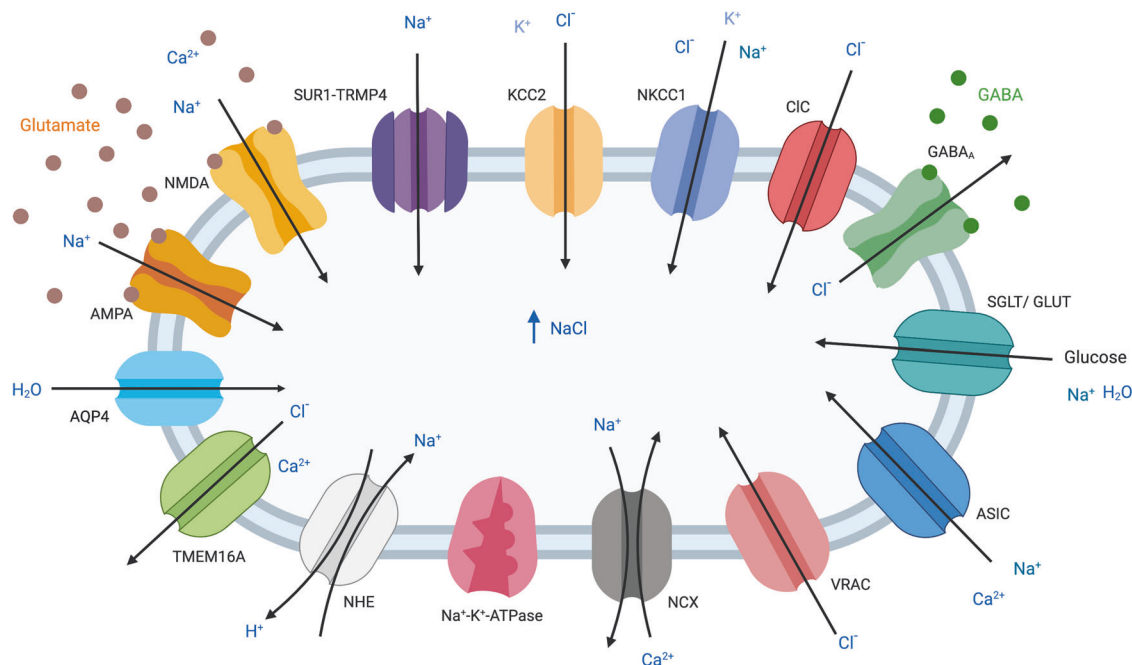 Na⁺
K⁺
Cl⁻
K⁺
Cl⁻
Na⁺
Cl⁻
Ca²⁺
Na⁺
Glutamate
SUR1-TRMP4
KCC2
NKCC1
ClC
GABA
GABA_A
NMDA
Na⁺
AMPA
Cl⁻
SGLT/ GLUT
NaCl
Glucose
Na⁺ H₂O
H₂O
AQP4
Cl⁻
Ca²⁺
TMEM16A
Na⁺
NHE
H⁺
Na⁺-K⁺-ATPase
Na⁺
NCX
Ca²⁺
VRAC
Cl⁻
ASIC
Na⁺
Ca²⁺